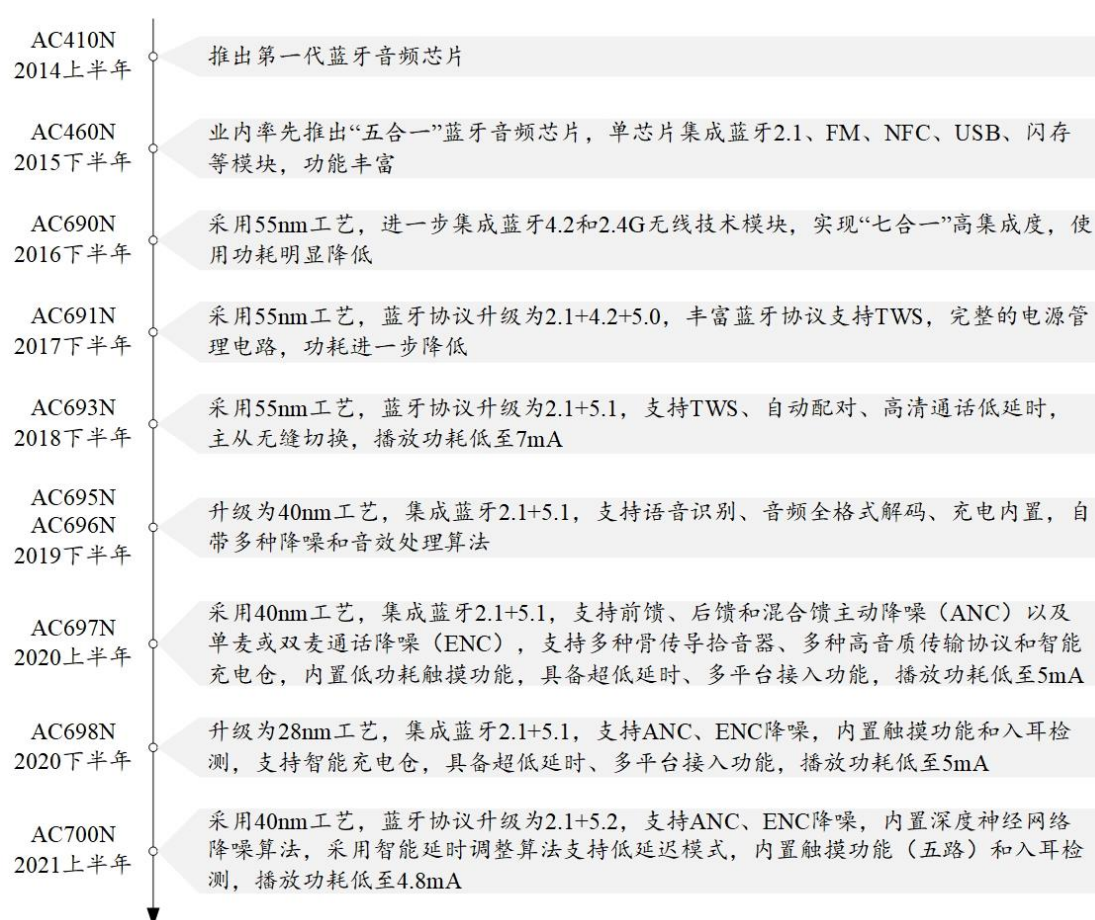 AC410N
2014上半年
推出第一代蓝牙音频芯片
AC460N
2015下半年
业内率先推出“五合一”蓝牙音频芯片，单芯片集成蓝牙2.1、FM、NFC、USB、闪存
等模块，功能丰富
AC690N
2016下半年
采用55nm工艺，进一步集成蓝牙4.2和2.4G无线技术模块，实现“七合一”高集成度，使
用功耗明显降低
AC691N
2017下半年
采用55nm工艺，蓝牙协议升级为2.1+4.2+5.0，丰富蓝牙协议支持TWS，完整的电源管
理电路，功耗进一步降低
AC693N
2018下半年
采用55nm工艺，蓝牙协议升级为2.1+5.1，支持TWS、自动配对、高清通话低延时，
主从无缝切换，播放功耗低至7mA
AC695N
AC696N
2019下半年
升级为40nm工艺，集成蓝牙2.1+5.1，支持语音识别、音频全格式解码、充电内置，自
带多种降噪和音效处理算法
AC697N
2020上半年
采用40nm工艺，集成蓝牙2.1+5.1，支持前馈、后馈和混合馈主动降噪（ANC）以及
单麦或双麦通话降噪（ENC），支持多种骨传导拾音器、多种高音质传输协议和智能
充电仓，内置低功耗触摸功能，具备超低延时、多平台接入功能，播放功耗低至5mA
AC698N
2020下半年
升级为28nm工艺，集成蓝牙2.1+5.1，支持ANC、ENC降噪，内置触摸功能和入耳检
测，支持智能充电仓，具备超低延时、多平台接入功能，播放功耗低至5mA
AC700N
2021上半年
采用40nm工艺，蓝牙协议升级为2.1+5.2，支持ANC、ENC降噪，内置深度神经网络
降噪算法，采用智能延时调整算法支持低延迟模式，内置触摸功能（五路）和入耳检
测，播放功耗低至4.8mA